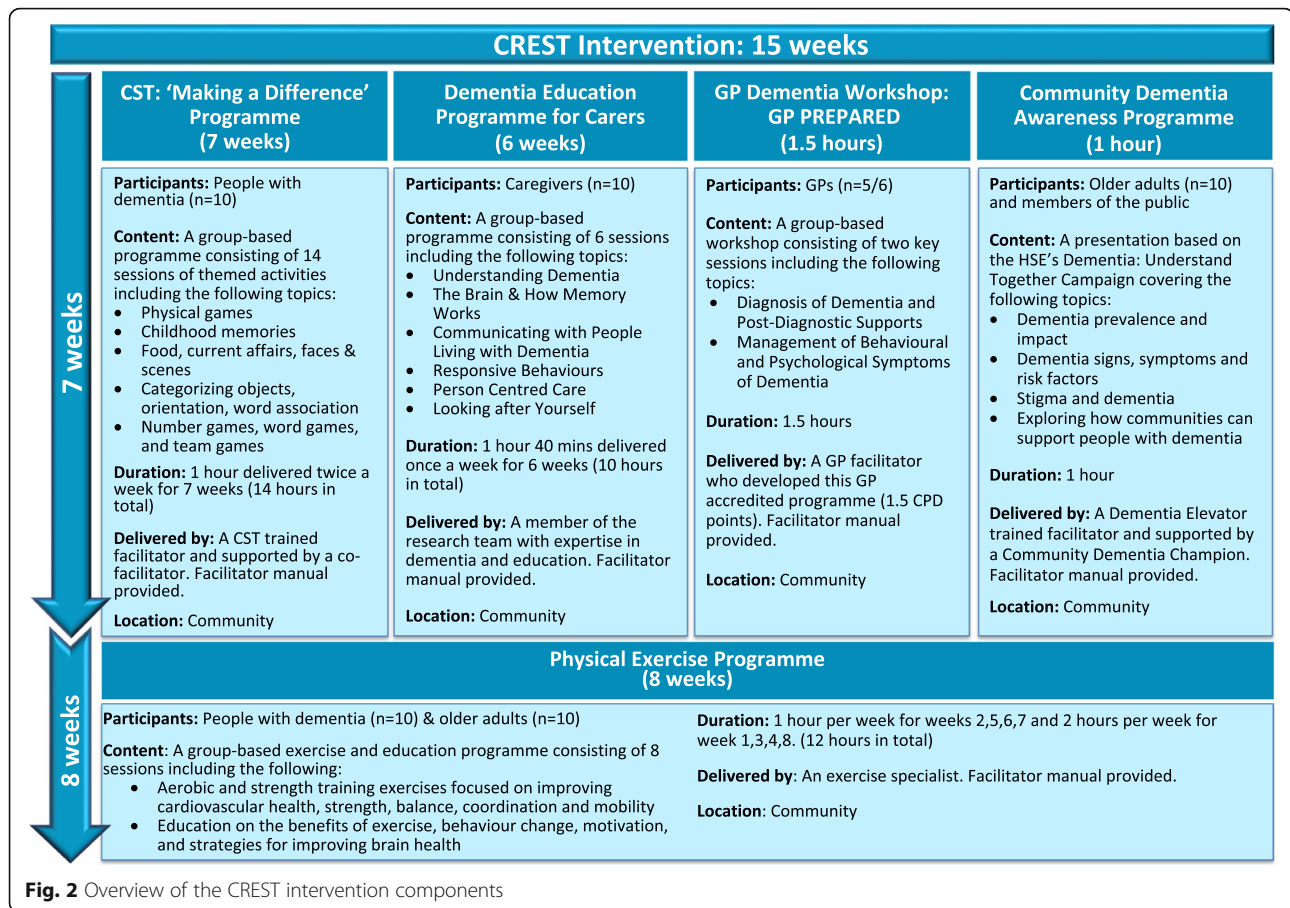 CREST Intervention: 15 weeks
7 weeks
CST: ‘Making a Difference’
Programme
(7 weeks)
Participants: People with
dementia (n=10)
Content: A group-based
programme consisting of 14
sessions of themed activities
including the following topics:
• Physical games
• Childhood memories
• Food, current affairs, faces &
scenes
• Categorizing objects,
orientation, word association
• Number games, word games,
and team games
Duration: 1 hour delivered twice a
week for 7 weeks (14 hours in
total)
Delivered by: A CST trained
facilitator and supported by a co-
facilitator. Facilitator manual
provided.
Location: Community
Dementia Education
Programme for Carers
(6 weeks)
Participants: Caregivers (n=10)
Content: A group-based
programme consisting of 6 sessions
including the following topics:
• Understanding Dementia
• The Brain & How Memory
Works
• Communicating with People
Living with Dementia
• Responsive Behaviours
• Person Centred Care
• Looking after Yourself
Duration: 1 hour 40 mins delivered
once a week for 6 weeks (10 hours
in total)
Delivered by: A member of the
research team with expertise in
dementia and education. Facilitator
manual provided.
Location: Community
GP Dementia Workshop:
GP PREPARED
(1.5 hours)
Participants: GPs (n=5/6)
Content: A group-based
workshop consisting of two key
sessions including the following
topics:
• Diagnosis of Dementia and
Post-Diagnostic Supports
• Management of Behavioural
and Psychological Symptoms
of Dementia
Duration: 1.5 hours
Delivered by: A GP facilitator
who developed this GP
accredited programme (1.5 CPD
points). Facilitator manual
provided.
Location: Community
Community Dementia
Awareness Programme
(1 hour)
Participants: Older adults (n=10)
and members of the public
Content: A presentation based on
the HSE’s Dementia: Understand
Together Campaign covering the
following topics:
• Dementia prevalence and
impact
• Dementia signs, symptoms and
risk factors
• Stigma and dementia
• Exploring how communities can
support people with dementia
Duration: 1 hour
Delivered by: A Dementia Elevator
trained facilitator and supported by
a Community Dementia Champion.
Facilitator manual provided.
Location: Community
8 weeks
Physical Exercise Programme
(8 weeks)
Participants: People with dementia (n=10) & older adults (n=10)
Content: A group-based exercise and education programme consisting of 8
sessions including the following:
• Aerobic and strength training exercises focused on improving
cardiovascular health, strength, balance, coordination and mobility
• Education on the benefits of exercise, behaviour change, motivation,
and strategies for improving brain health
Duration: 1 hour per week for weeks 2,5,6,7 and 2 hours per week for
week 1,3,4,8. (12 hours in total)
Delivered by: An exercise specialist. Facilitator manual provided.
Location: Community
Fig. 2 Overview of the CREST intervention components